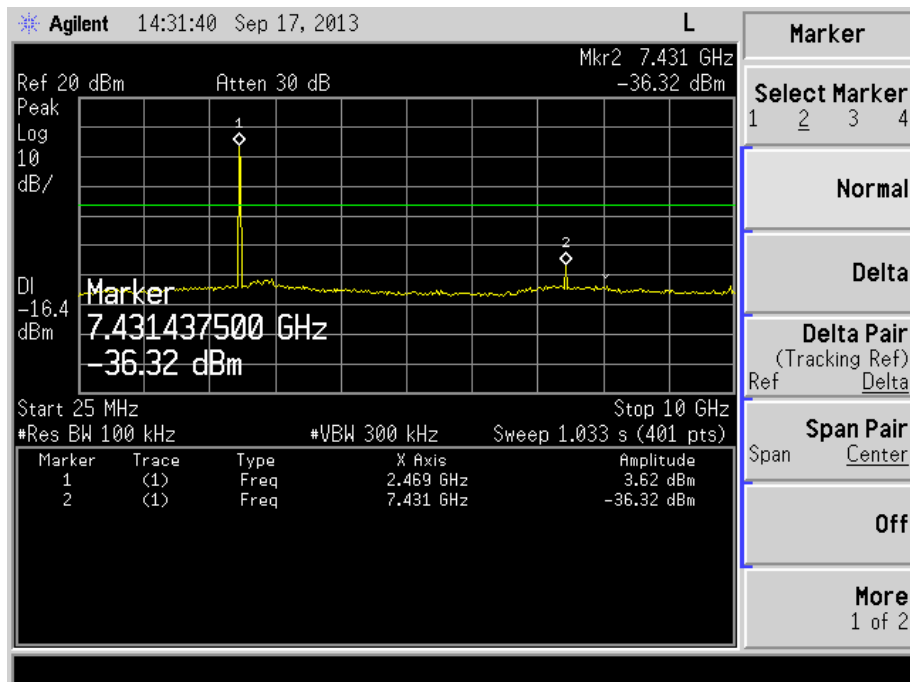 Agilent 14:31:40 Sep 17, 2013 L
Mkr2 7.431 GHz
Ref 20 dBm Atten 30 dB -36.32 dBm
Peak
Log
10
dB/
1
2
DI
-16.4
dBm
Marker
7.431437500 GHz
-36.32 dBm
Start 25 MHz Stop 10 GHz
#Res BW 100 kHz #VBW 300 kHz Sweep 1.033 s (401 pts)
Marker Trace Type X Axis Amplitude
1 (1) Freq 2.469 GHz 3.62 dBm
2 (1) Freq 7.431 GHz -36.32 dBm
Marker
Select Marker
1 2 3 4
Normal
Delta
Delta Pair
(Tracking Ref)
Ref Delta
Span Pair
Span Center
Off
More
1 of 2